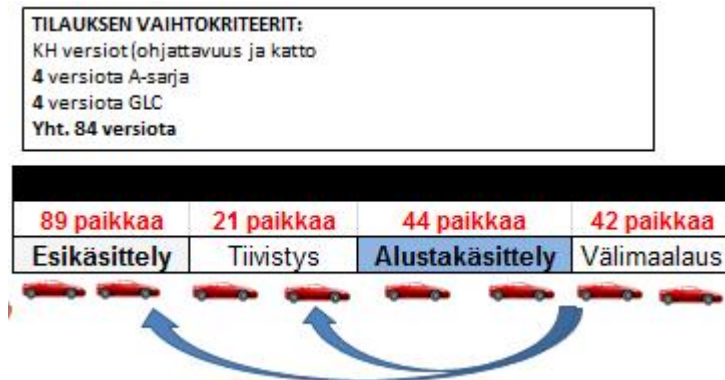 TILAUKSEN VAIHTOKRITEERIT:
KH versiot (ohjattavuus ja katto
4 versiota A-sarja
4 versiota GLC
Yht. 84 versiota
89 paikkaa 21 paikkaa 44 paikkaa 42 paikkaa
Esikäsittely Tiivistys Alustakäsittely Välimaalaus